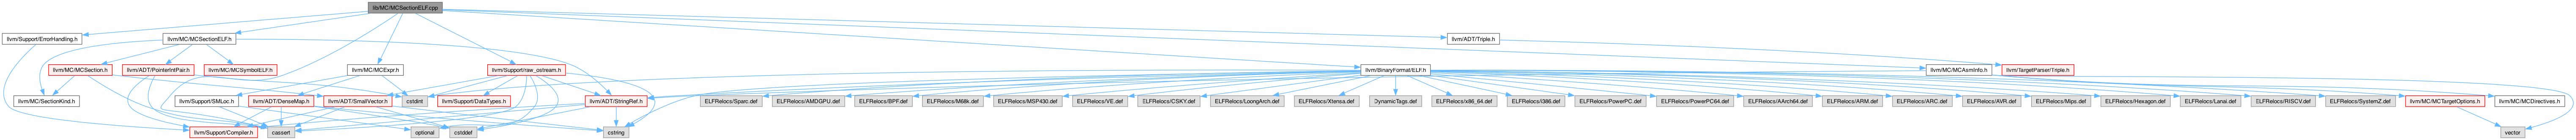 lib/MC/MCSectionELF.cpp
llvm/Support/ErrorHandling.h
llvm/MC/MCSectionELF.h
llvm/ADT/Triple.h
llvm/MC/MCSection.h
llvm/ADT/PointerIntPair.h
llvm/MC/MCSymbolELF.h
llvm/MC/MCExpr.h
llvm/Support/raw_ostream.h
llvm/BinaryFormat/ELF.h
llvm/MC/MCAsmInfo.h
llvm/TargetParser/Triple.h
llvm/MC/SectionKind.h
llvm/Support/SMLoc.h
llvm/ADT/DenseMap.h
llvm/ADT/SmallVector.h
cstdint
llvm/Support/DataTypes.h
llvm/ADT/StringRef.h
ELFRelocs/Sparc.def
ELFRelocs/AMDGPU.def
ELFRelocs/BPF.def
ELFRelocs/M68k.def
ELFRelocs/MSP430.def
ELFRelocs/VE.def
ELFRelocs/CSKY.def
ELFRelocs/LoongArch.def
ELFRelocs/Xtensa.def
DynamicTags.def
ELFRelocs/x86_64.def
ELFRelocs/i386.def
ELFRelocs/PowerPC.def
ELFRelocs/PowerPC64.def
ELFRelocs/AArch64.def
ELFRelocs/ARM.def
ELFRelocs/ARC.def
ELFRelocs/AVR.def
ELFRelocs/Mips.def
ELFRelocs/Hexagon.def
ELFRelocs/Lanai.def
ELFRelocs/RISCV.def
ELFRelocs/SystemZ.def
llvm/MC/MCTargetOptions.h
llvm/MC/MCDirectives.h
llvm/Support/Compiler.h
cassert
optional
cstddef
cstring
vector